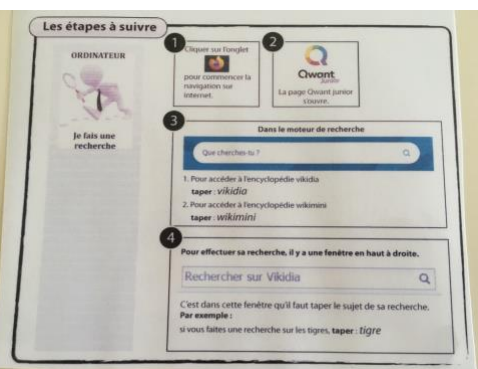 Les étapes à suivre
ORDINATEUR
Je fais une
recherche
1
Cliquer sur l'onglet
pour commencer la
navigation sur
internet.
2
Qwant
Junior
La page Qwant junior
s'ouvre.
3
Dans le moteur de recherche
Que cherches-tu ?
1. Pour accéder à l'encyclopédie vikidia
taper : vikidia
2. Pour accéder à l'encyclopédie wikimini
taper : wikimini
4
Pour effectuer sa recherche, il y a une fenêtre en haut à droite.
Rechercher sur Vikidia
C'est dans cette fenêtre qu'il faut taper le sujet de sa recherche.
Par exemple :
si vous faites une recherche sur les tigres, taper : tigre